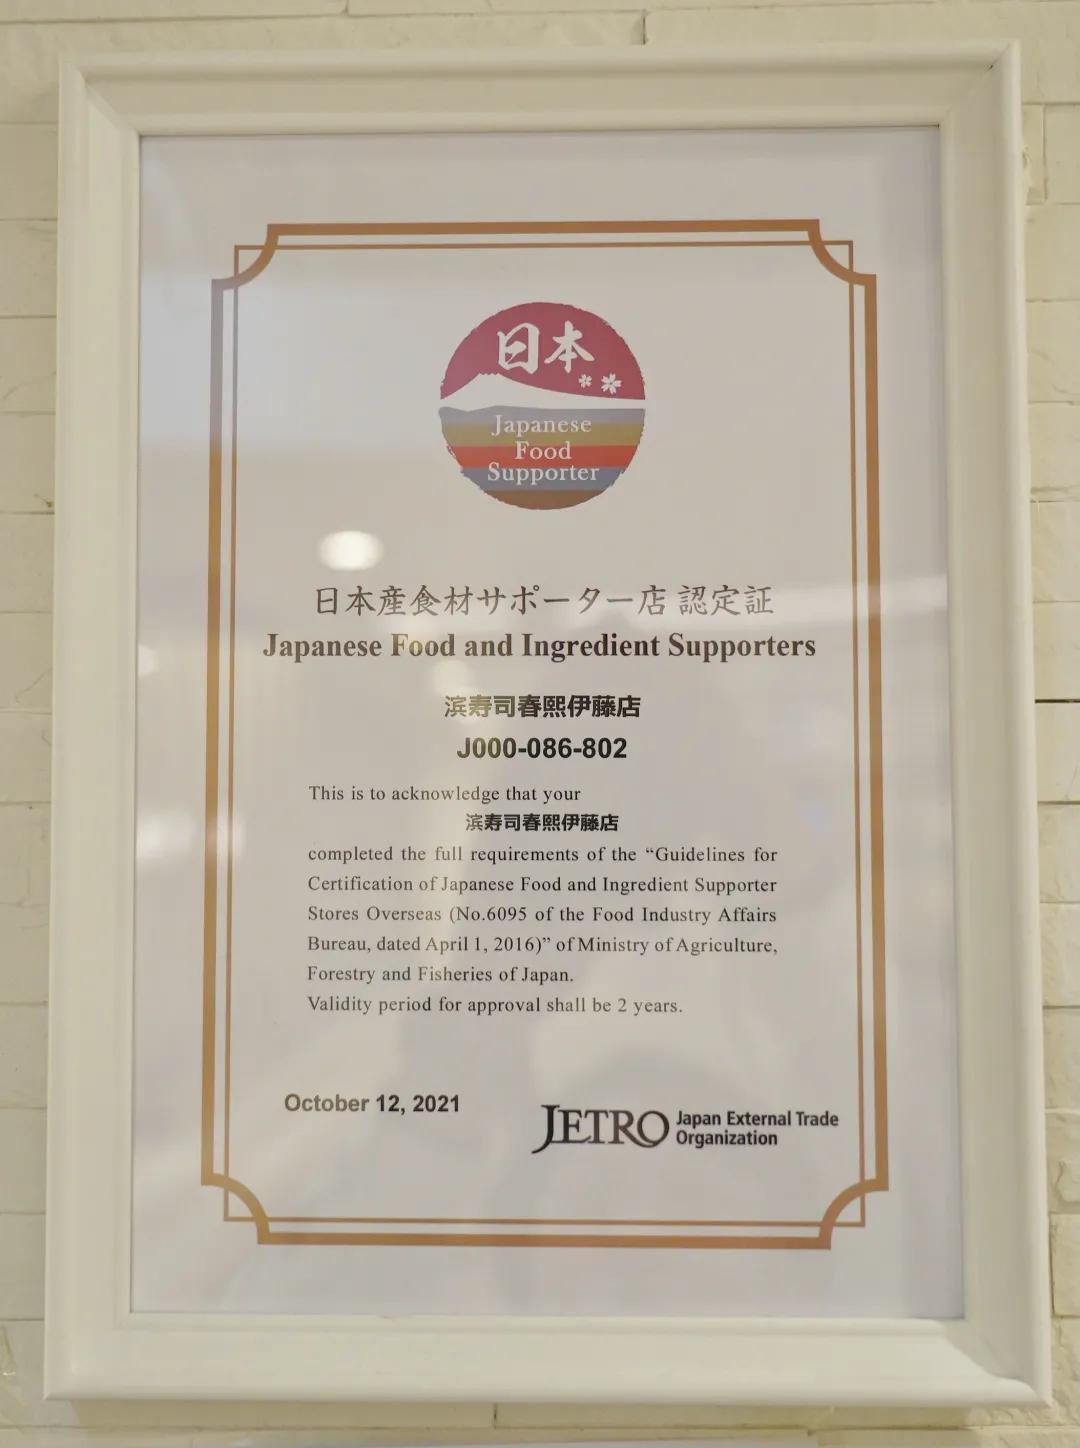 日本
Japanese
Food
Supporter
日本産食材サポーター店 認定証
Japanese Food and Ingredient Supporters
滨寿司春熙伊藤店
J000-086-802
This is to acknowledge that your
滨寿司春熙伊藤店
completed the full requirements of the “Guidelines for
Certification of Japanese Food and Ingredient Supporter
Stores Overseas (No.6095 of the Food Industry Affairs
Bureau, dated April 1, 2016)” of Ministry of Agriculture,
Forestry and Fisheries of Japan.
Validity period for approval shall be 2 years.
October 12, 2021
JETRO Japan External Trade
Organization